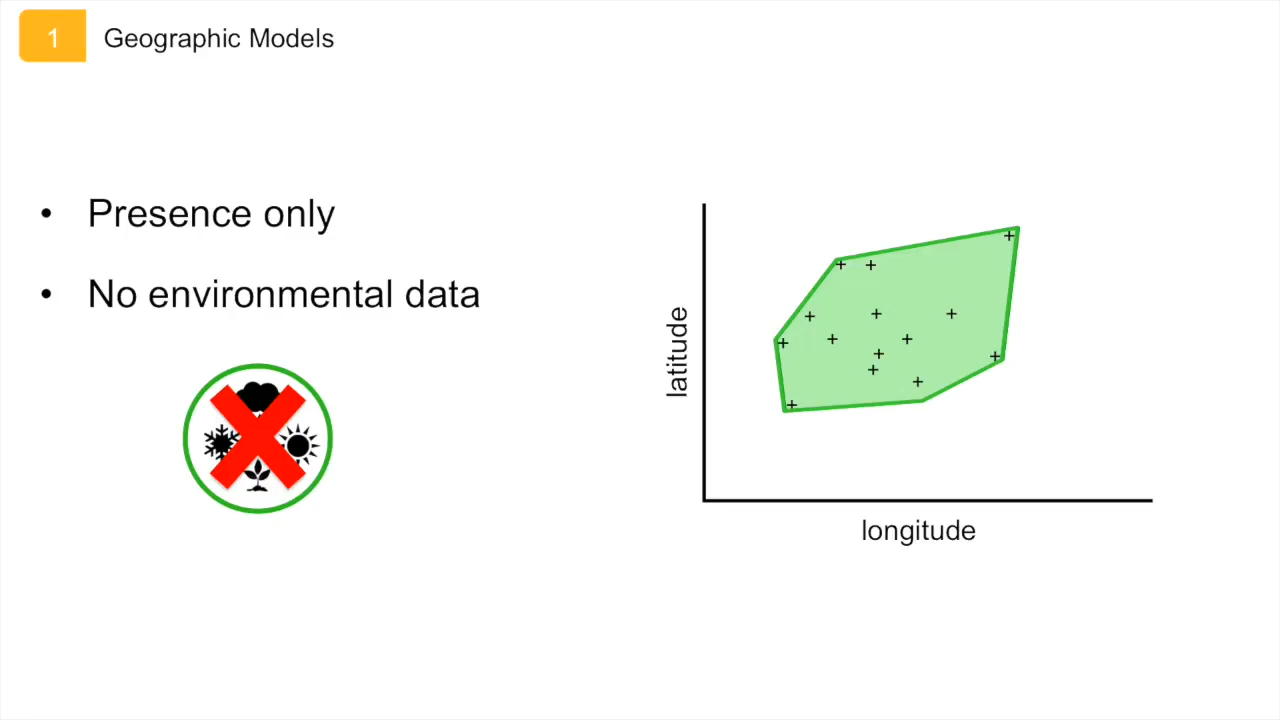 1
Geographic Models
• Presence only
• No environmental data
latitude
longitude